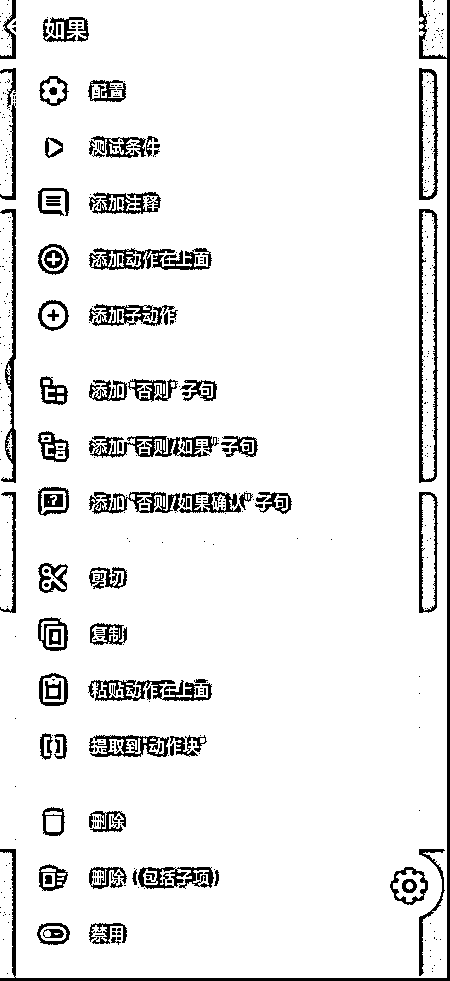 如果
配置
测试条件
添加注释
添加动作在上面
添加子动作
添加"否则" 子句
添加"否则/如果" 子句
添加"否则/如果确认" 子句
剪切
复制
粘贴动作在上面
提取到"动作块"
删除
删除 (包括子项)
禁用